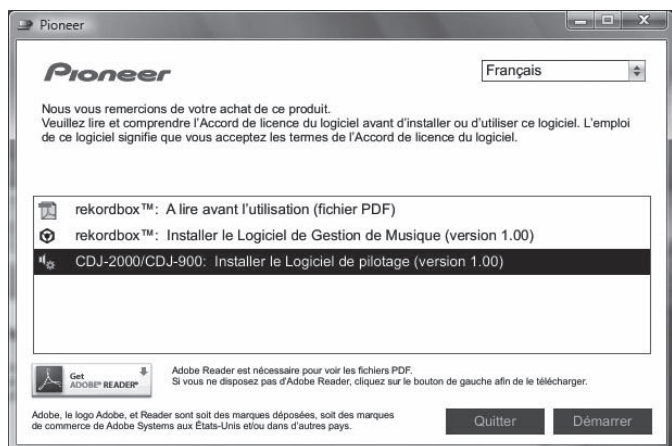 Pioneer
Pioneer
Français
Nous vous remercions de votre achat de ce produit.
Veuillez lire et comprendre l'Accord de licence du logiciel avant d'installer ou d'utiliser ce logiciel. L'emploi
de ce logiciel signifie que vous acceptez les termes de l'Accord de licence du logiciel.
rekordbox™: A lire avant l'utilisation (fichier PDF)
rekordbox™: Installer le Logiciel de Gestion de Musique (version 1.00)
CDJ-2000/CDJ-900: Installer le Logiciel de pilotage (version 1.00)
Get
ADOBE® READER®
Adobe Reader est nécessaire pour voir les fichiers PDF.
Si vous ne disposez pas d'Adobe Reader, cliquez sur le bouton de gauche afin de le télécharger.
Adobe, le logo Adobe, et Reader sont soit des marques déposées, soit des marques
de commerce de Adobe Systems aux États-Unis et/ou dans d'autres pays.
Quitter
Démarrer